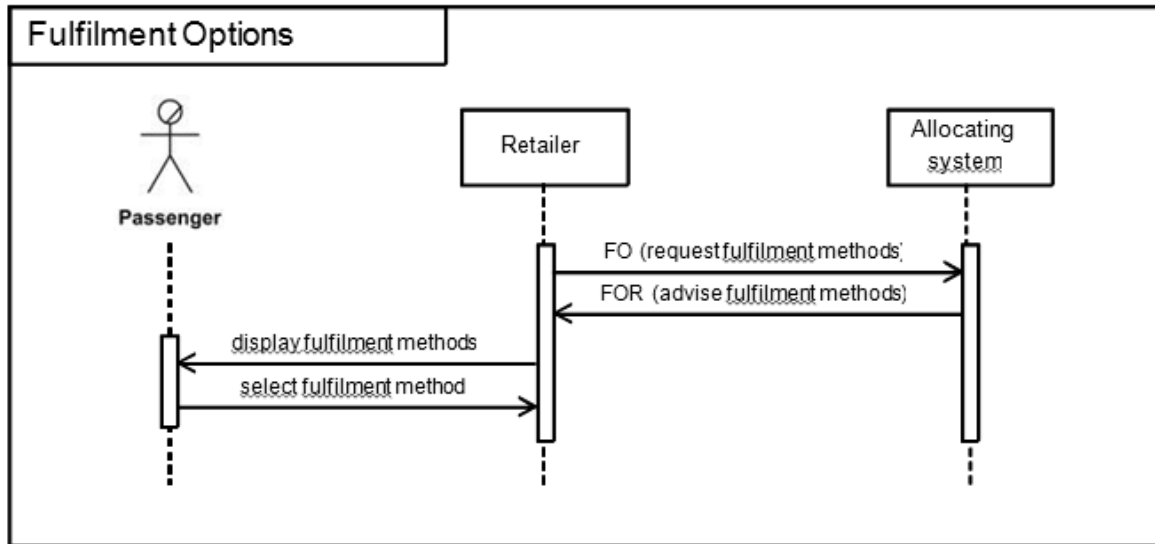 Fulfilment Options
Passenger
Retailer
Allocating
system
FO (request fulfilment methods)
FOR (advise fulfilment methods)
display fulfilment methods
select fulfilment method